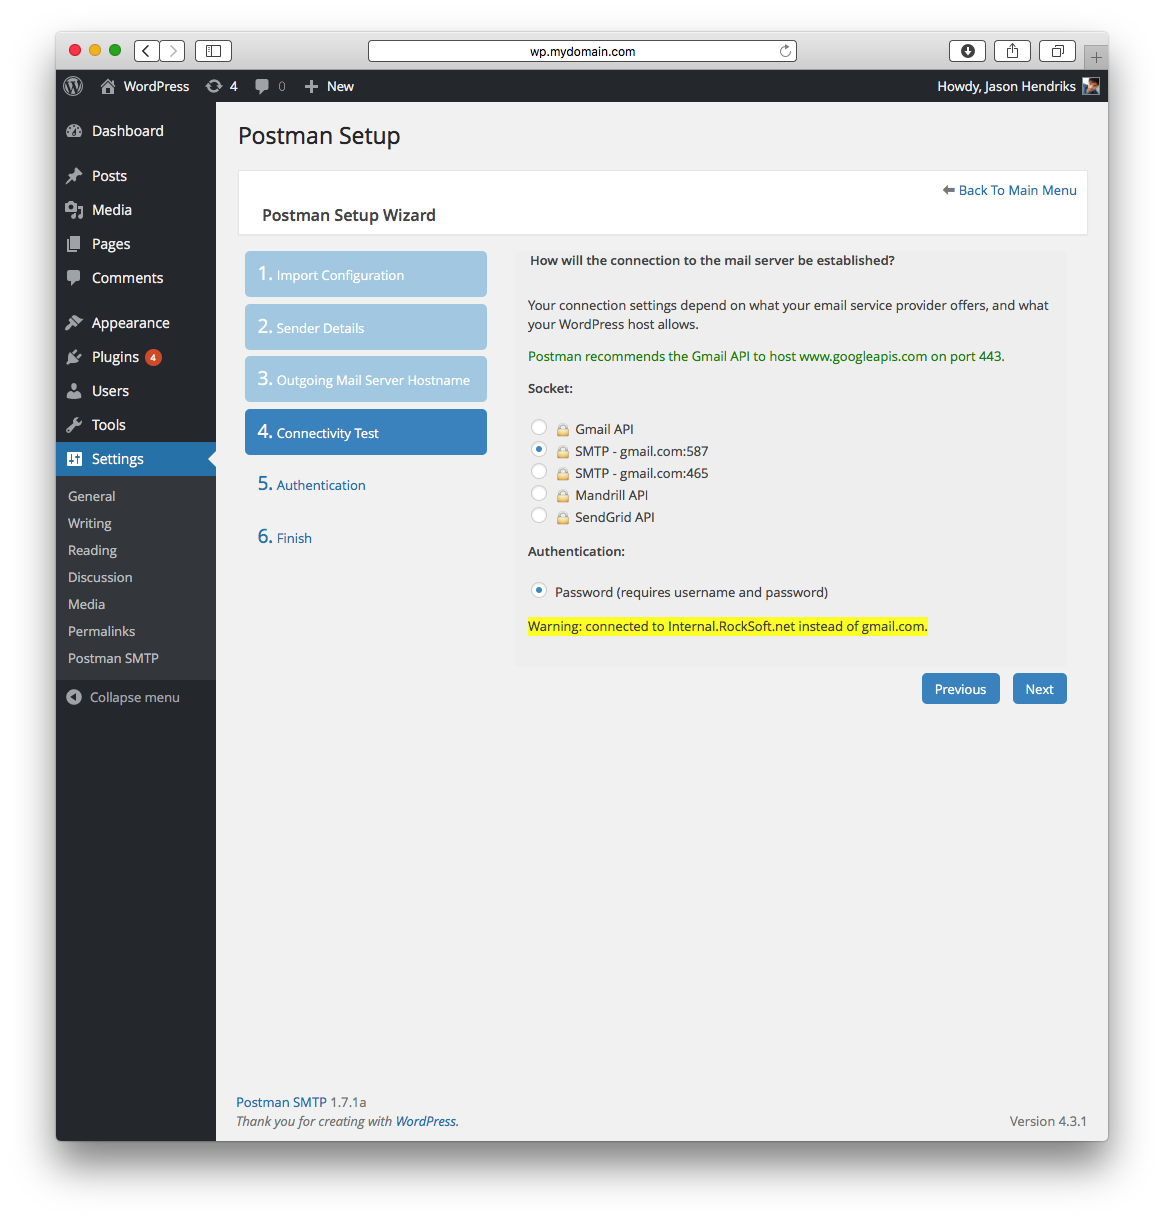 wp.mydomain.com
WordPress 4 0 New Howdy, Jason Hendriks
Dashboard
Posts
Media
Pages
Comments
Appearance
Plugins 4
Users
Tools
Settings
General
Writing
Reading
Discussion
Media
Permalinks
Postman SMTP
Collapse menu
Postman Setup
Back To Main Menu
Postman Setup Wizard
1. Import Configuration
2. Sender Details
3. Outgoing Mail Server Hostname
4. Connectivity Test
5. Authentication
6. Finish
How will the connection to the mail server be established?
Your connection settings depend on what your email service provider offers, and what
your WordPress host allows.
Postman recommends the Gmail API to host www.googleapis.com on port 443.
Socket:
Gmail API
SMTP - gmail.com:587
SMTP - gmail.com:465
Mandrill API
SendGrid API
Authentication:
Password (requires username and password)
Warning: connected to Internal.RockSoft.net instead of gmail.com.
Previous Next
Postman SMTP 1.7.1a
Thank you for creating with WordPress.
Version 4.3.1